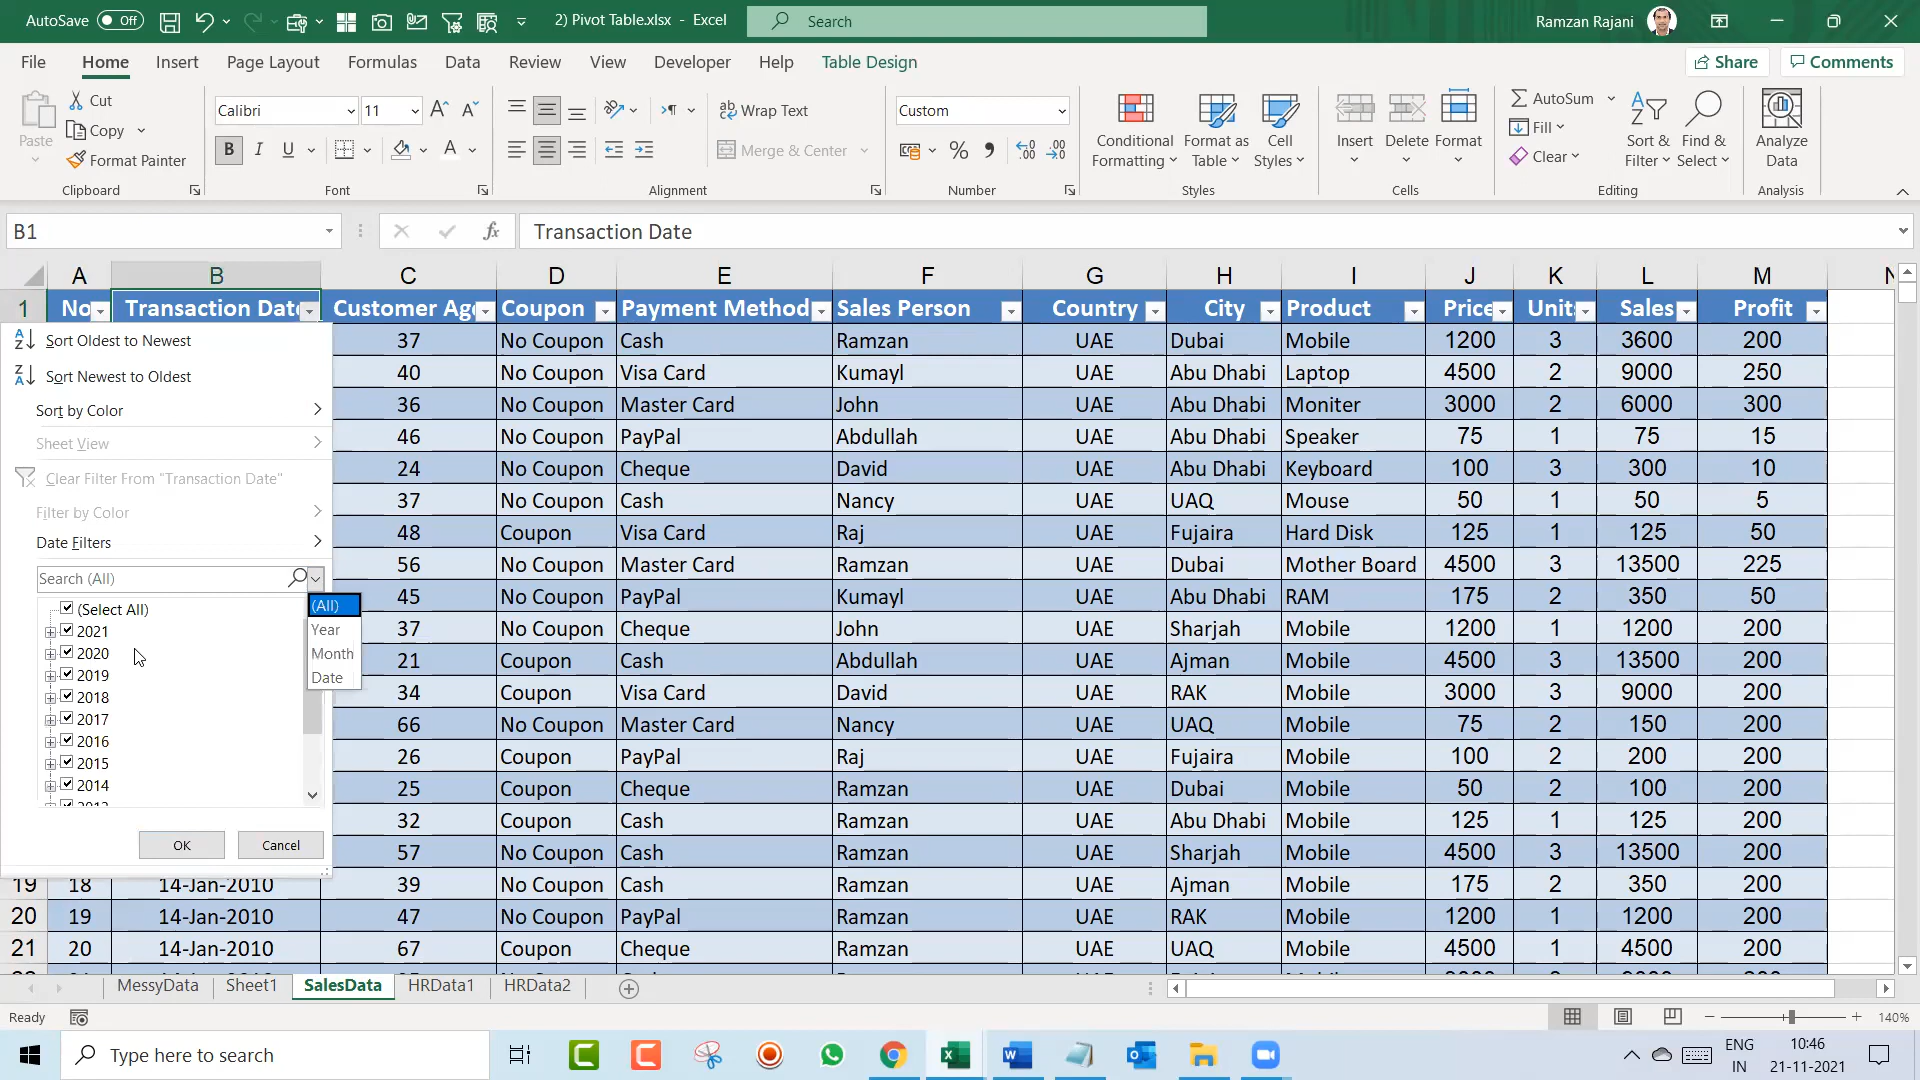 AutoSave Off 2) Pivot Table.xlsx - Excel Search Ramzan Rajani
File Home Insert Page Layout Formulas Data Review View Developer Help Table Design Share Comments
Paste Cut Copy Format Painter
Calibri 11
B I U A
Wrap Text
Merge & Center
Custom
% 9 .00 .00
Conditional Formatting Format as Table Cell Styles
Insert Delete Format
AutoSum Fill Clear
Sort & Filter Find & Select
Analyze Data
Clipboard Font Alignment Number Styles Cells Editing Analysis
B1 fx Transaction Date
A B C D E F G H I J K L M
1 No Transaction Date Customer Age Coupon Payment Method Sales Person Country City Product Price Unit Sales Profit
37 No Coupon Cash Ramzan UAE Dubai Mobile 1200 3 3600 200
40 No Coupon Visa Card Kumayl UAE Abu Dhabi Laptop 4500 2 9000 250
36 No Coupon Master Card John UAE Abu Dhabi Moniter 3000 2 6000 300
46 No Coupon PayPal Abdullah UAE Abu Dhabi Speaker 75 1 75 15
24 No Coupon Cheque David UAE Abu Dhabi Keyboard 100 3 300 10
37 No Coupon Cash Nancy UAE UAQ Mouse 50 1 50 5
48 Coupon Visa Card Raj UAE Fujaira Hard Disk 125 1 125 50
56 No Coupon Master Card Ramzan UAE Dubai Mother Board 4500 3 13500 225
45 No Coupon PayPal Kumayl UAE Abu Dhabi RAM 175 2 350 50
37 No Coupon Cheque John UAE Sharjah Mobile 1200 1 1200 200
21 Coupon Cash Abdullah UAE Ajman Mobile 4500 3 13500 200
34 Coupon Visa Card David UAE RAK Mobile 3000 3 9000 200
66 No Coupon Master Card Nancy UAE UAQ Mobile 75 2 150 200
26 Coupon PayPal Raj UAE Fujaira Mobile 100 2 200 200
25 Coupon Cheque Ramzan UAE Dubai Mobile 50 2 100 200
32 Coupon Cash Ramzan UAE Abu Dhabi Mobile 125 1 125 200
57 No Coupon Cash Ramzan UAE Sharjah Mobile 4500 3 13500 200
19 18 14-Jan-2010 39 No Coupon Cash Ramzan UAE Ajman Mobile 175 2 350 200
20 19 14-Jan-2010 47 No Coupon PayPal Ramzan UAE RAK Mobile 1200 1 1200 200
21 20 14-Jan-2010 67 Coupon Cheque Ramzan UAE UAQ Mobile 4500 1 4500 200
Sort Oldest to Newest
Sort Newest to Oldest
Sort by Color
Sheet View
Clear Filter From "Transaction Date"
Filter by Color
Date Filters
Search (All)
(Select All)
2021
2020
2019
2018
2017
2016
2015
2014
(All)
Year
Month
Date
OK Cancel
MessyData Sheet1 SalesData HRData1 HRData2
Ready 140%
Type here to search ENG IN 10:46 21-11-2021